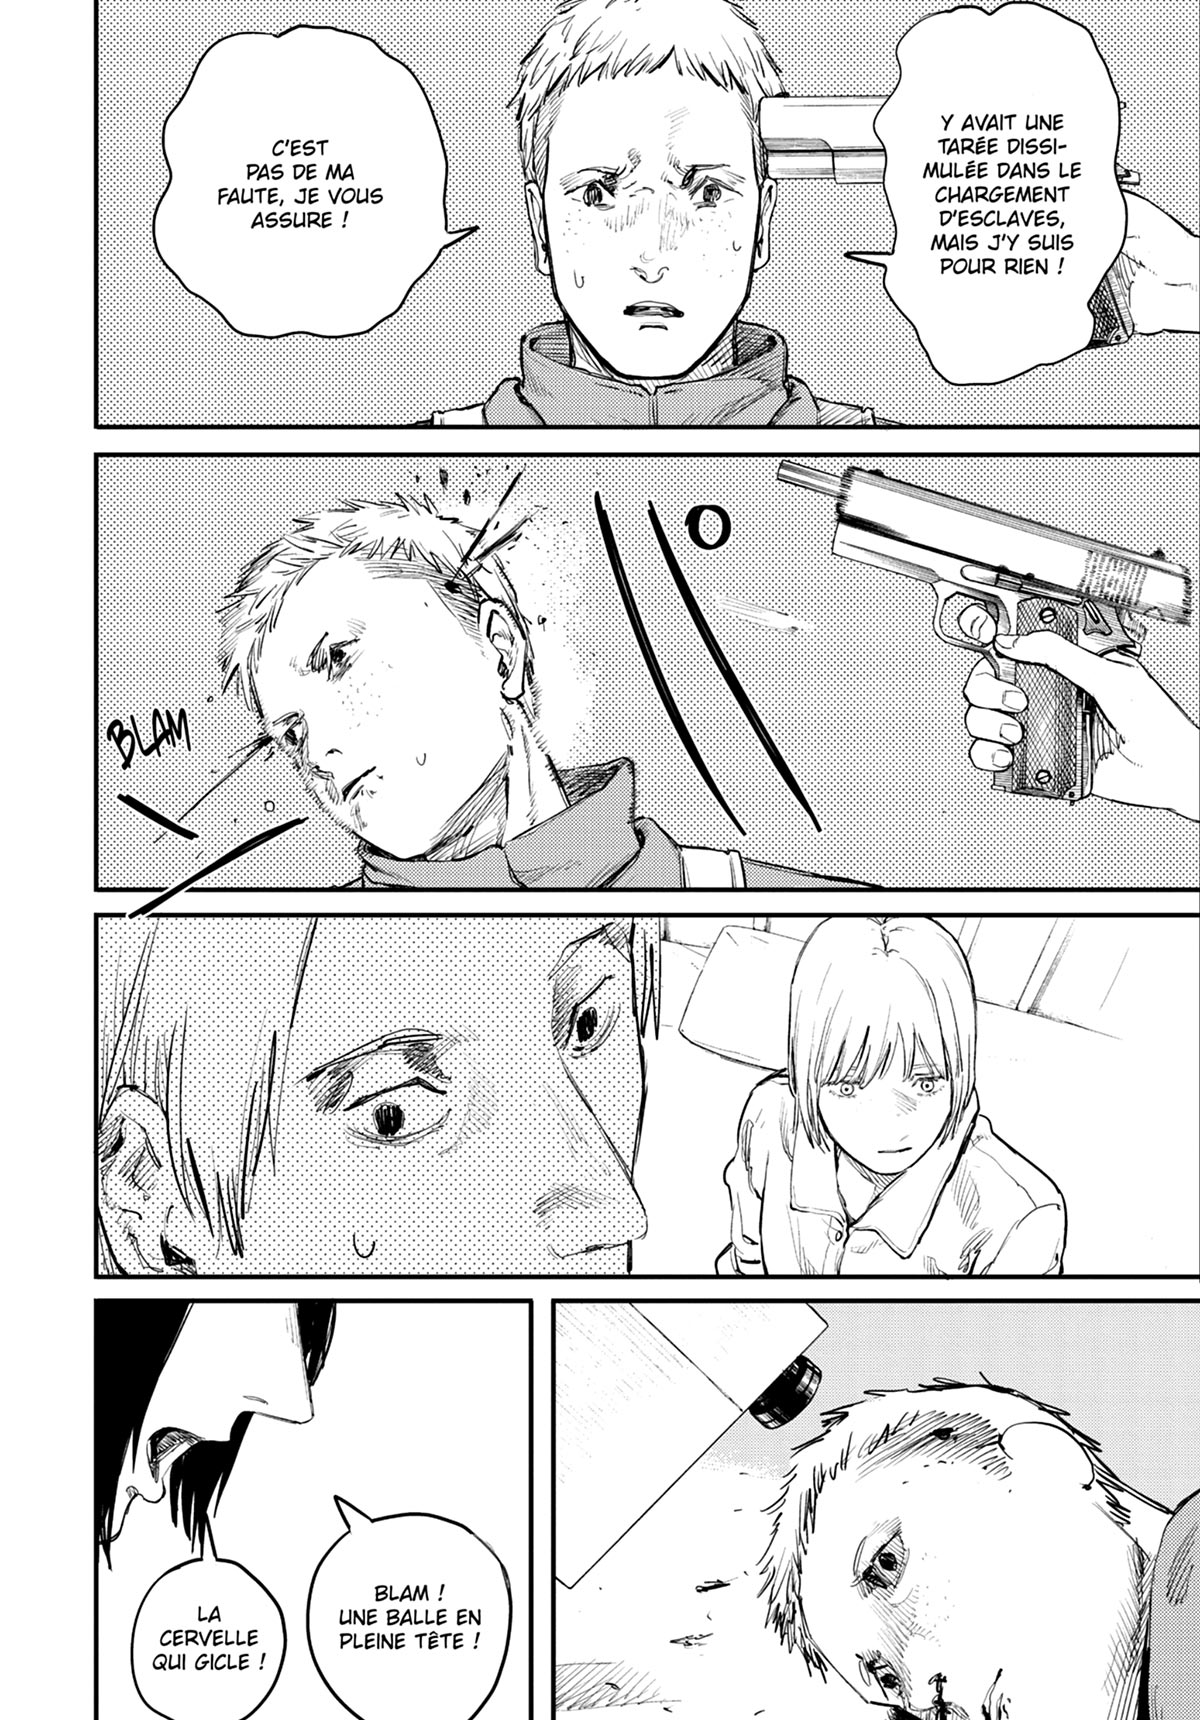 Y AVAIT UNE
TARÉE DISSI-
MULÉE DANS LE
CHARGEMENT
D'ESCLAVES,
MAIS J'Y SUIS
POUR RIEN !
C'EST
PAS DE MA
FAUTE, JE VOUS
ASSURE !
BLAM
BLAM !
UNE BALLE EN
PLEINE TÊTE !
LA
CERVELLE
QUI GICLE !